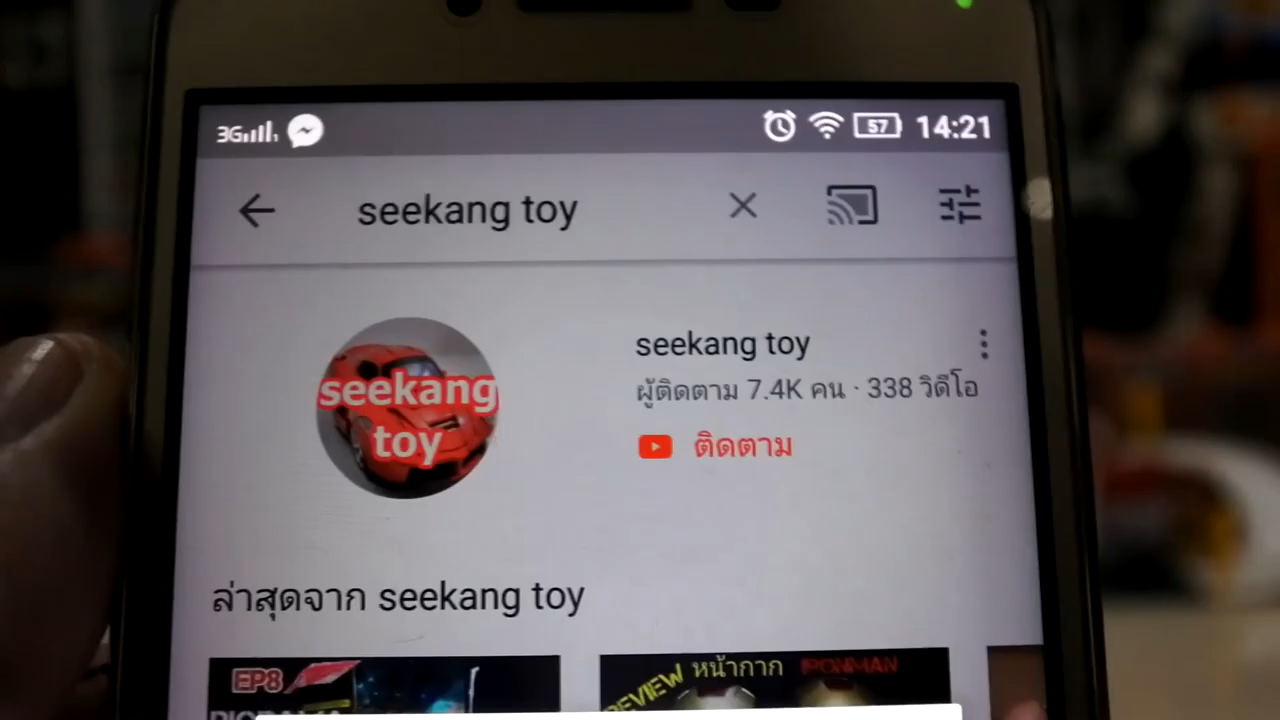 3G 57 14:21
seekang toy
seekang
toy
seekang toy
ผู้ติดตาม 7.4K คน · 338 วิดีโอ
ติดตาม
ล่าสุดจาก seekang toy
EP8
REVIEW หน้ากาก IRONMAN